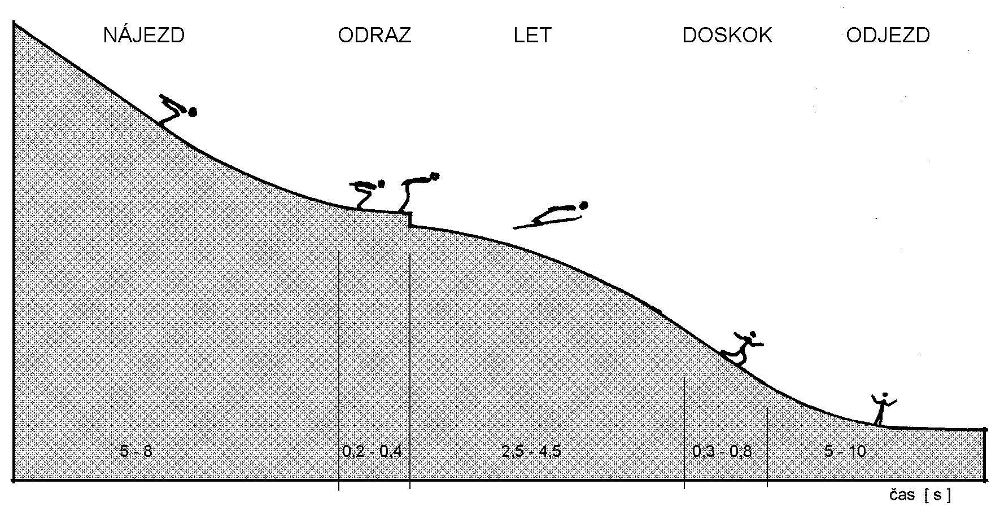 NÁJEZD ODRAZ LET DOSKOK ODJEZD
5 - 8 0,2 - 0,4 2,5 - 4,5 0,3 - 0,8 5 - 10
čas [ s ]